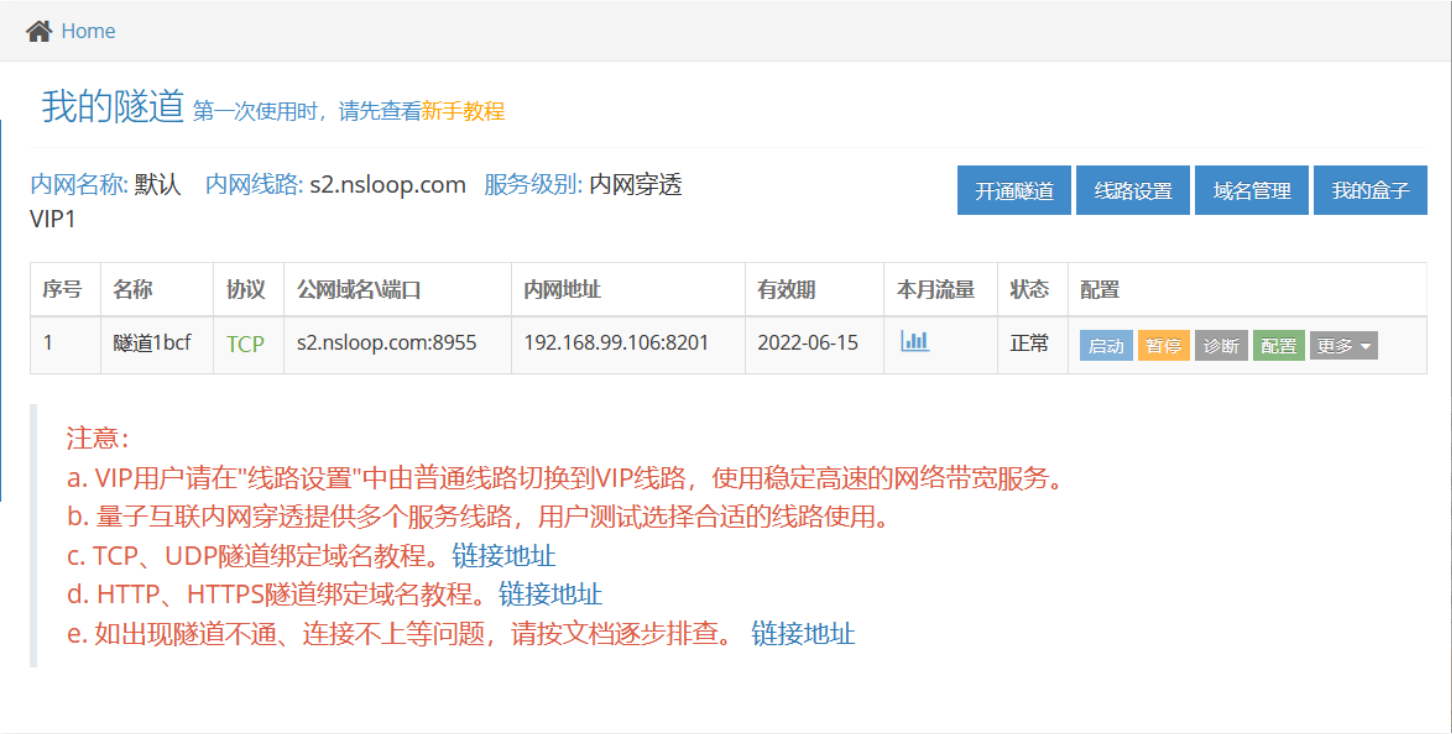 Home
我的隧道 第一次使用时，请先查看新手教程
内网名称: 默认 内网线路: s2.nsloop.com 服务级别: 内网穿透
VIP1
开通隧道 线路设置 域名管理 我的盒子
序号 名称 协议 公网域名\端口 内网地址 有效期 本月流量 状态 配置
1 隧道1bcf TCP s2.nsloop.com:8955 192.168.99.106:8201 2022-06-15 正常 启动 暂停 诊断 配置 更多
注意：
a. VIP用户请在"线路设置"中由普通线路切换到VIP线路，使用稳定高速的网络带宽服务。
b. 量子互联内网穿透提供多个服务线路，用户测试选择合适的线路使用。
c. TCP、UDP隧道绑定域名教程。链接地址
d. HTTP、HTTPS隧道绑定域名教程。链接地址
e. 如出现隧道不通、连接不上等问题，请按文档逐步排查。 链接地址